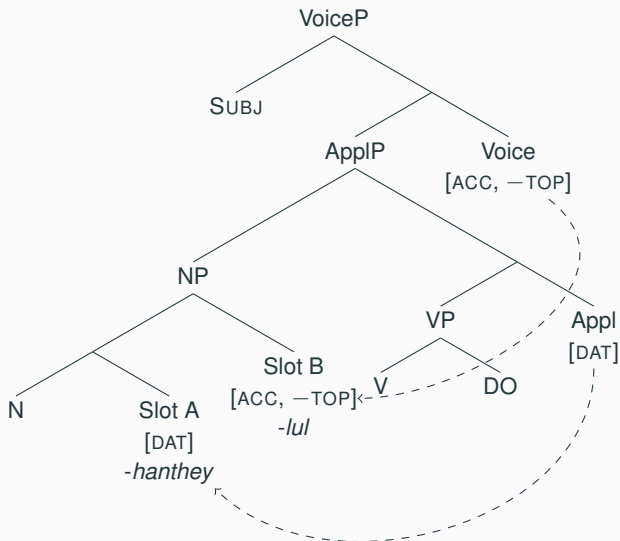 VoiceP
SUBJ
ApplP
Voice
[ACC, −TOP]
NP
VP
Appl
[DAT]
Slot B
[ACC, −TOP]
-lul
V
DO
N
Slot A
[DAT]
-hanthey